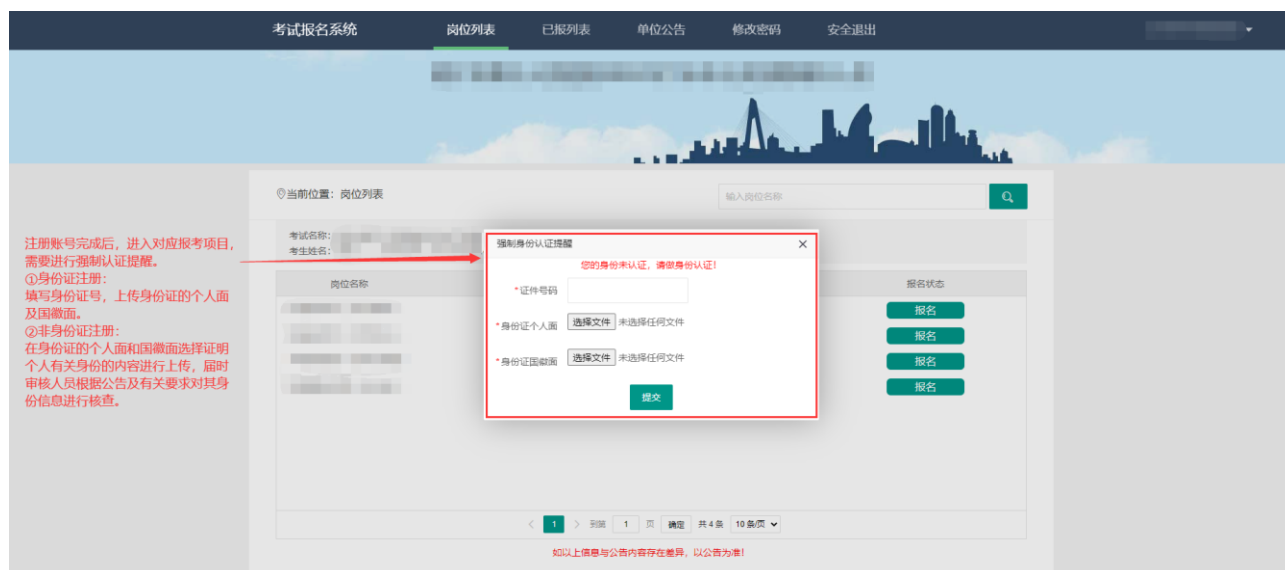 考试报名系统 岗位列表 已报列表 单位公告 修改密码 安全退出
当前位置：岗位列表 输入岗位名称
注册账号完成后，进入对应报考项目，
需要进行强制认证提醒。
①身份证注册：
填写身份证号，上传身份证的个人面
及国徽面。
②非身份证注册：
在身份证的个人面和国徽面选择证明
个人有关身份的内容进行上传，届时
审核人员根据公告及有关要求对其身
份信息进行核查。
考试名称：
考生姓名：
岗位名称 报名状态
报名
报名
报名
报名
强制身份认证提醒 ×
您的身份未认证，请做身份认证！
*证件号码
*身份证个人面 选择文件 未选择任何文件
*身份证国徽面 选择文件 未选择任何文件
提交
< 1 > 到第 1 页 确定 共 4 条 10 条/页
如以上信息与公告内容存在差异，以公告为准！